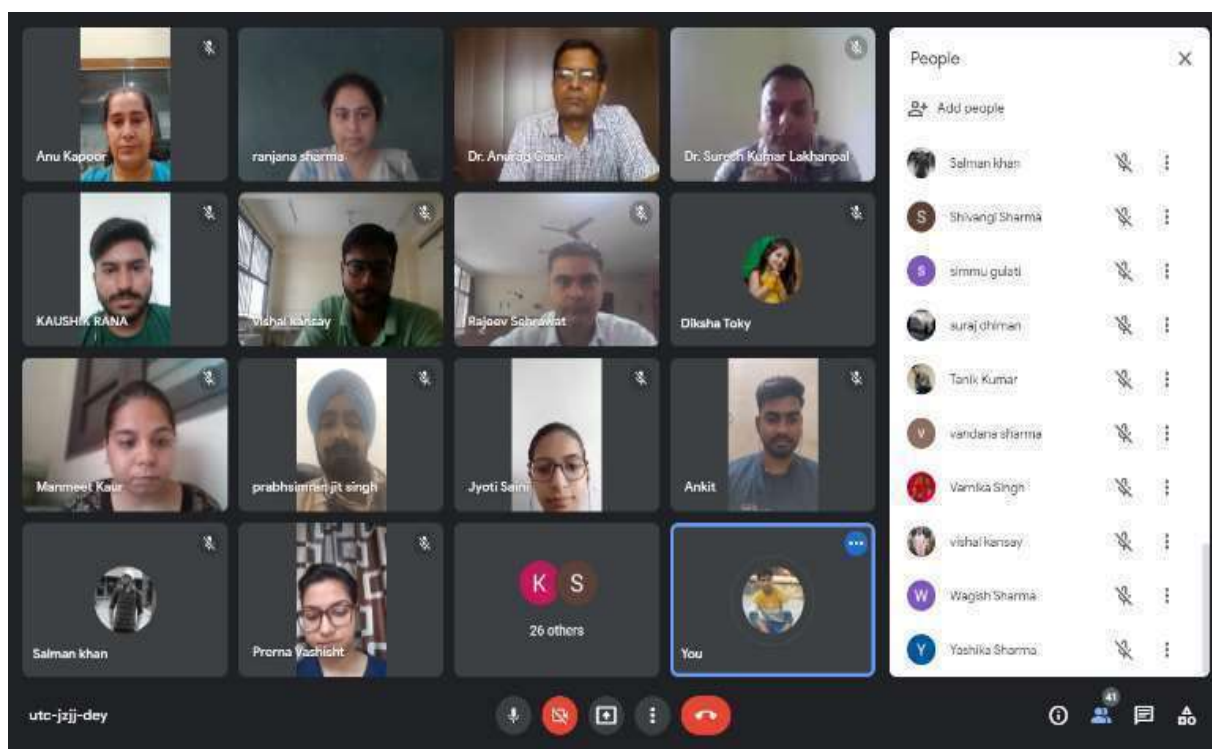 Anu Kapoor
ranjana sharma
Dr. Anurag Gaur
Dr. Suresh Kumar Lakhanpal
KAUSHIK RANA
vishal kansay
Rajeev Sehrawat
Diksha Toky
Manmeet Kaur
prabhsimran jit singh
Jyoti Saini
Ankit
Salman khan
Prerna Vashisht
K S
26 others
You
People
Add people
Salman khan
S Shivangi Sharma
s simmu gulati
suraj dhiman
Tanik Kumar
v vandana sharma
Varnika Singh
vishal kansay
W Wagish Sharma
Y Yashika Sharma
utc-jzjj-dey
41